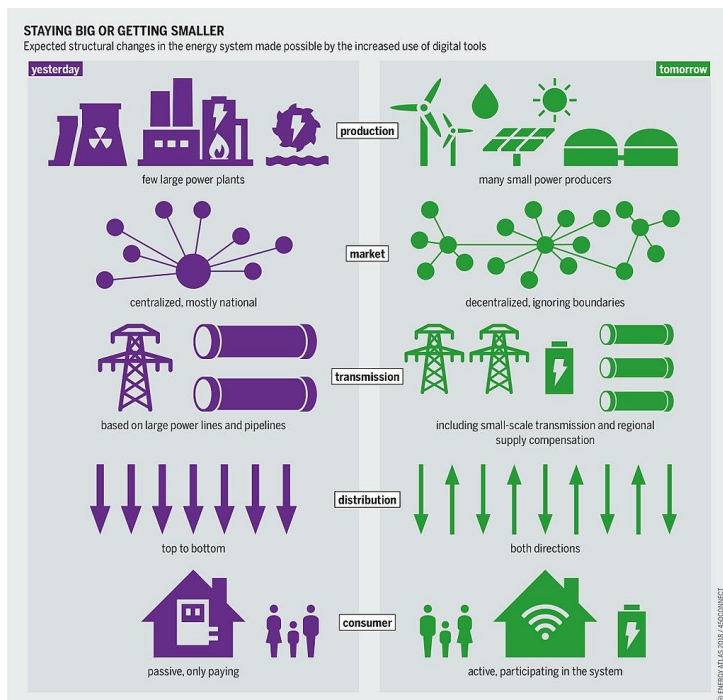 STAYING BIG OR GETTING SMALLER
Expected structural changes in the energy system made possible by the increased use of digital tools
yesterday
tomorrow
production
few large power plants
many small power producers
market
centralized, mostly national
decentralized, ignoring boundaries
transmission
based on large power lines and pipelines
including small-scale transmission and regional
supply compensation
distribution
top to bottom
both directions
consumer
passive, only paying
active, participating in the system
ENERGY ATLAS 2018 / 450CONNECT